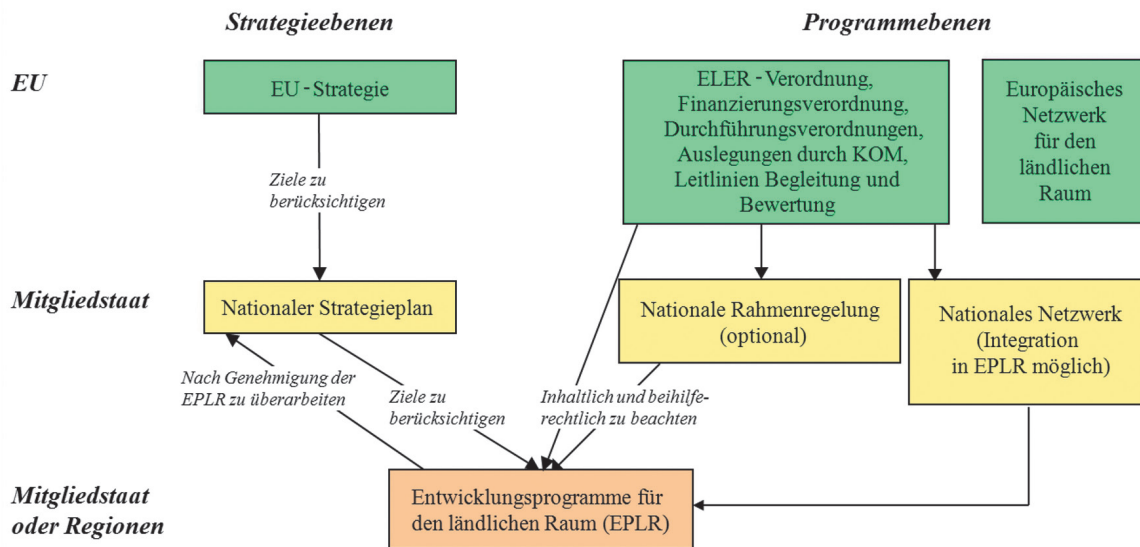 Strategieebenen
Programmebenen
EU
EU - Strategie
ELER - Verordnung,
Finanzierungsverordnung,
Durchführungsverordnungen,
Auslegungen durch KOM,
Leitlinien Begleitung und
Bewertung
Europäisches
Netzwerk
für den
ländlichen
Raum
Ziele zu
berücksichtigen
Mitgliedstaat
Nationaler Strategieplan
Nationale Rahmenregelung
(optional)
Nationales Netzwerk
(Integration
in EPLR möglich)
Nach Genehmigung der
EPLR zu überarbeiten
Ziele zu
berücksichtigen
Inhaltlich und beihilfe-
rechtlich zu beachten
Mitgliedstaat
oder Regionen
Entwicklungsprogramme für
den ländlichen Raum (EPLR)